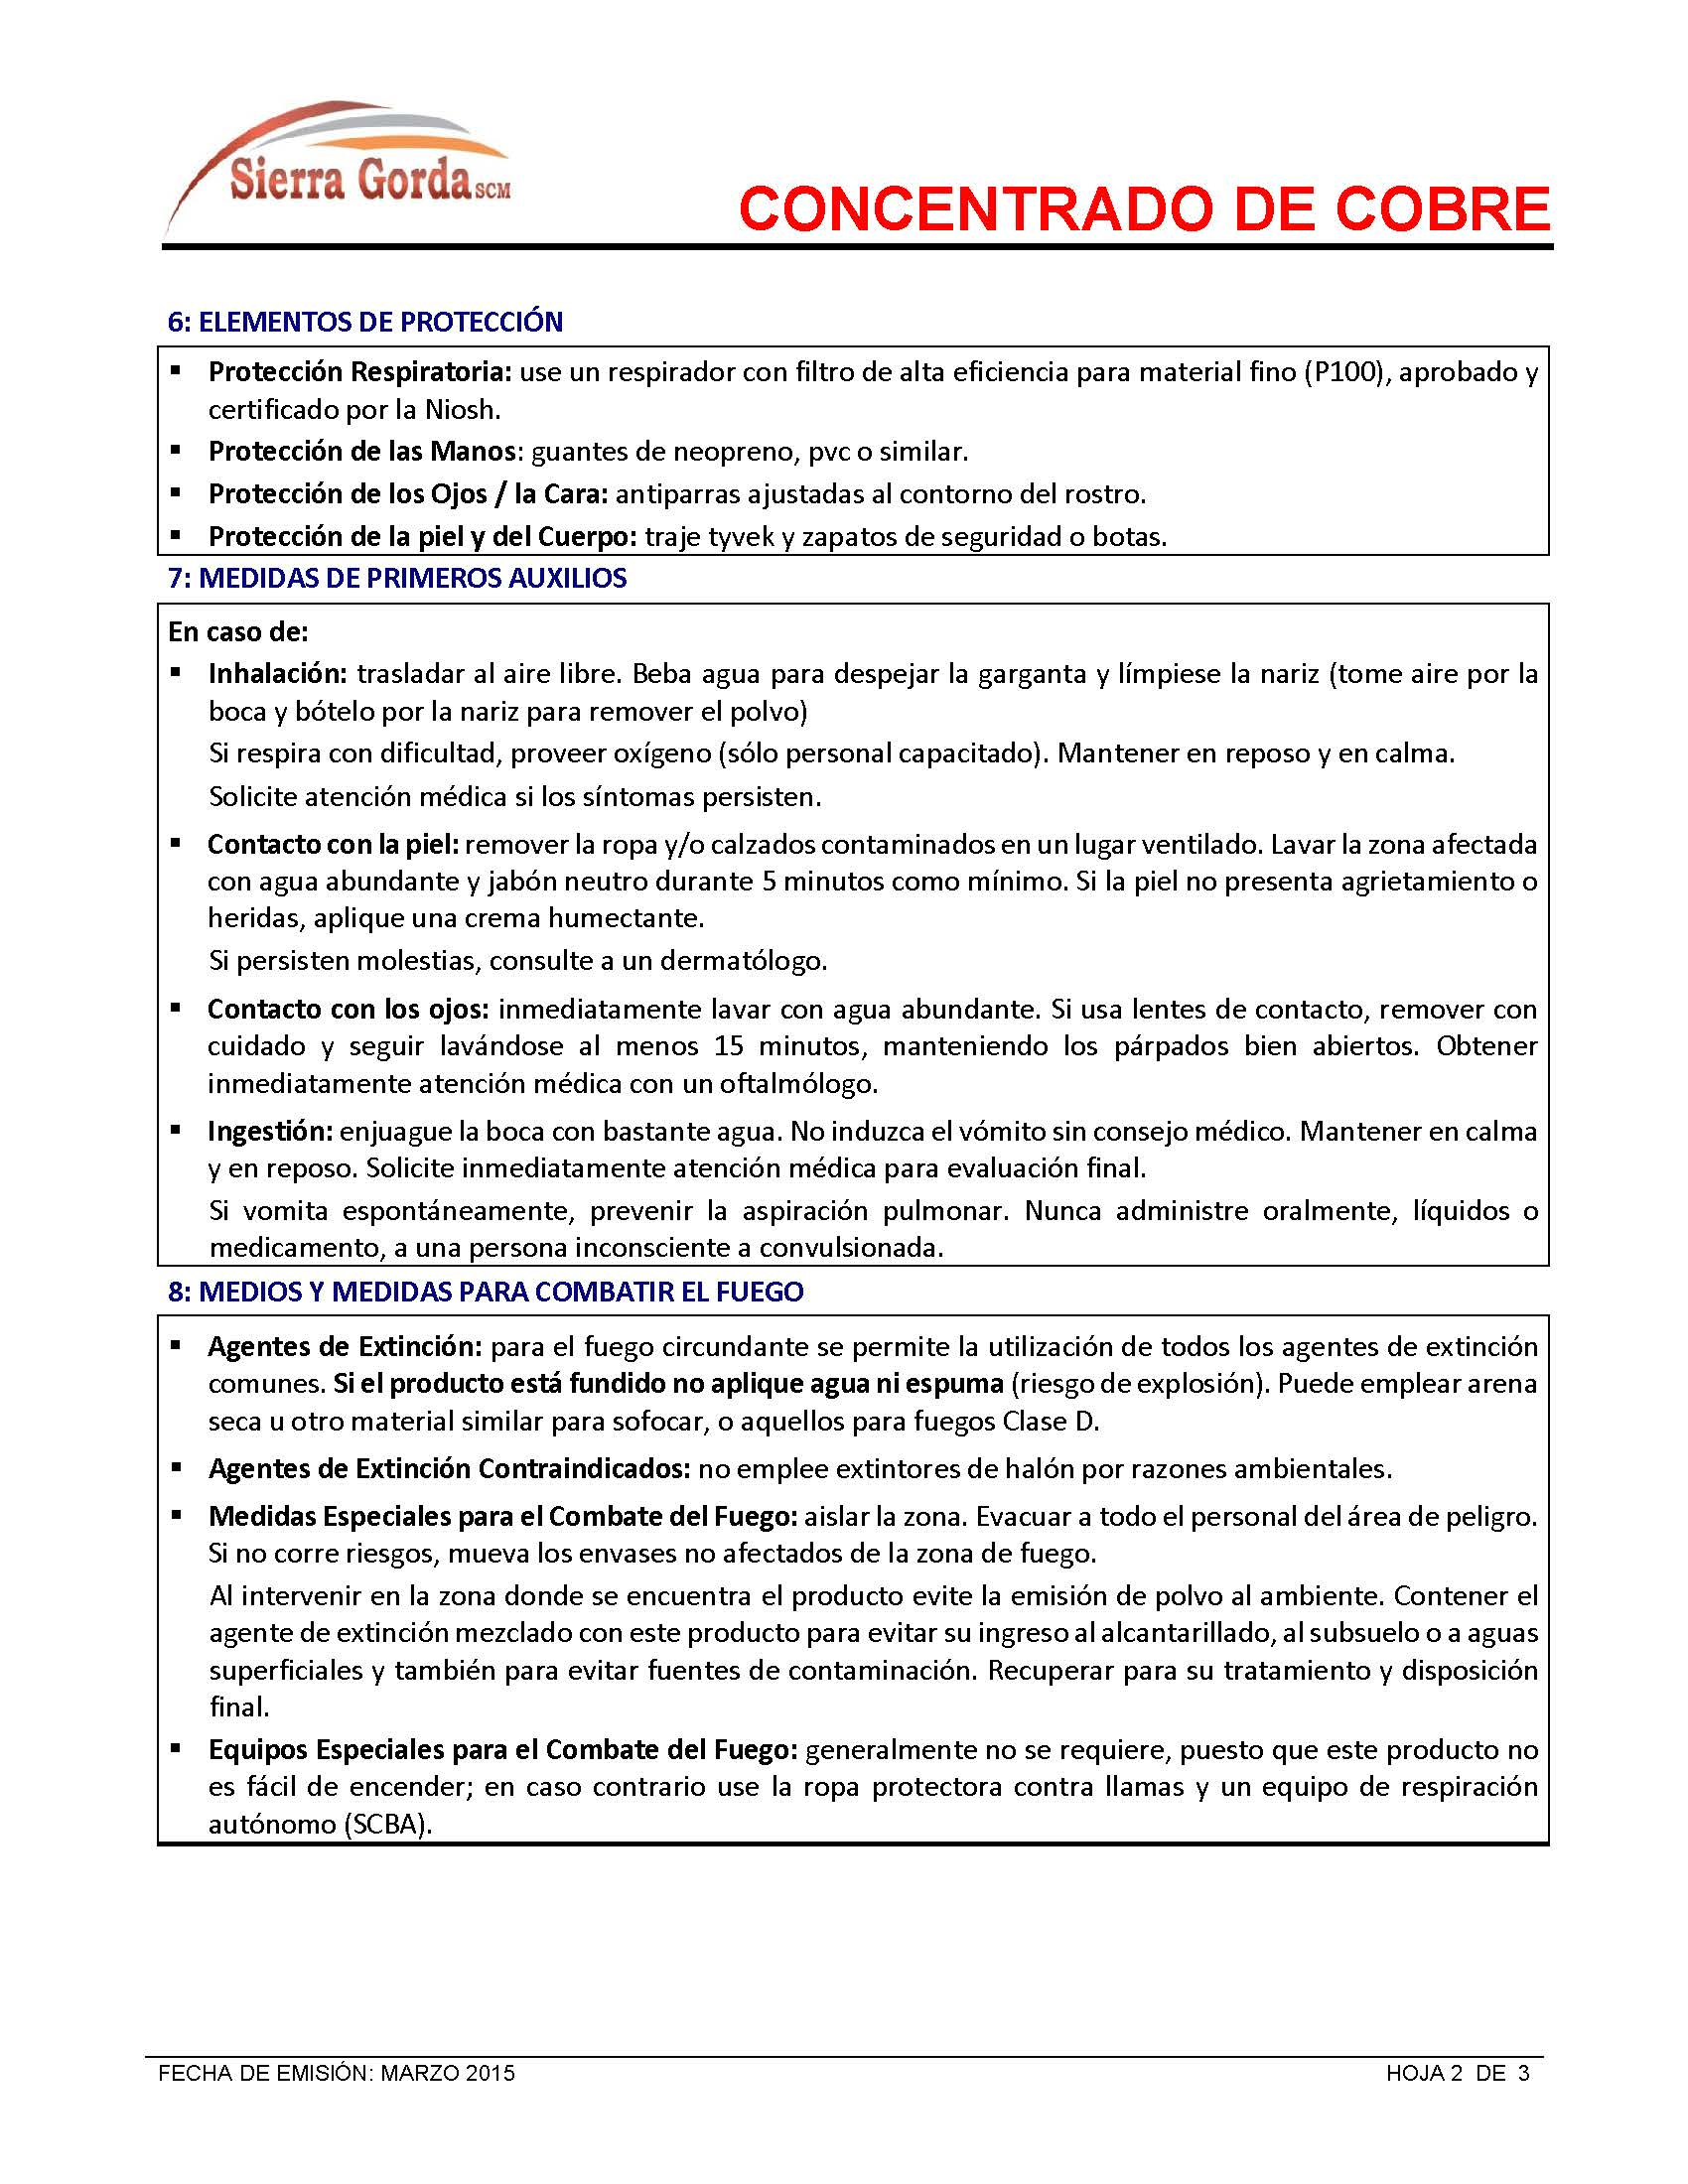 Sierra Gorda SCM
CONCENTRADO DE COBRE
6: ELEMENTOS DE PROTECCIÓN
▪ Protección Respiratoria: use un respirador con filtro de alta eficiencia para material fino (P100), aprobado y
certificado por la Niosh.
▪ Protección de las Manos: guantes de neopreno, pvc o similar.
▪ Protección de los Ojos / la Cara: antiparras ajustadas al contorno del rostro.
▪ Protección de la piel y del Cuerpo: traje tyvek y zapatos de seguridad o botas.
7: MEDIDAS DE PRIMEROS AUXILIOS
En caso de:
▪ Inhalación: trasladar al aire libre. Beba agua para despejar la garganta y límpiese la nariz (tome aire por la
boca y bótelo por la nariz para remover el polvo)
Si respira con dificultad, proveer oxígeno (sólo personal capacitado). Mantener en reposo y en calma.
Solicite atención médica si los síntomas persisten.
▪ Contacto con la piel: remover la ropa y/o calzados contaminados en un lugar ventilado. Lavar la zona afectada
con agua abundante y jabón neutro durante 5 minutos como mínimo. Si la piel no presenta agrietamiento o
heridas, aplique una crema humectante.
Si persisten molestias, consulte a un dermatólogo.
▪ Contacto con los ojos: inmediatamente lavar con agua abundante. Si usa lentes de contacto, remover con
cuidado y seguir lavándose al menos 15 minutos, manteniendo los párpados bien abiertos. Obtener
inmediatamente atención médica con un oftalmólogo.
▪ Ingestión: enjuague la boca con bastante agua. No induzca el vómito sin consejo médico. Mantener en calma
y en reposo. Solicite inmediatamente atención médica para evaluación final.
Si vomita espontáneamente, prevenir la aspiración pulmonar. Nunca administre oralmente, líquidos o
medicamento, a una persona inconsciente a convulsionada.
8: MEDIOS Y MEDIDAS PARA COMBATIR EL FUEGO
▪ Agentes de Extinción: para el fuego circundante se permite la utilización de todos los agentes de extinción
comunes. Si el producto está fundido no aplique agua ni espuma (riesgo de explosión). Puede emplear arena
seca u otro material similar para sofocar, o aquellos para fuegos Clase D.
▪ Agentes de Extinción Contraindicados: no emplee extintores de halón por razones ambientales.
▪ Medidas Especiales para el Combate del Fuego: aislar la zona. Evacuar a todo el personal del área de peligro.
Si no corre riesgos, mueva los envases no afectados de la zona de fuego.
Al intervenir en la zona donde se encuentra el producto evite la emisión de polvo al ambiente. Contener el
agente de extinción mezclado con este producto para evitar su ingreso al alcantarillado, al subsuelo o a aguas
superficiales y también para evitar fuentes de contaminación. Recuperar para su tratamiento y disposición
final.
▪ Equipos Especiales para el Combate del Fuego: generalmente no se requiere, puesto que este producto no
es fácil de encender; en caso contrario use la ropa protectora contra llamas y un equipo de respiración
autónomo (SCBA).
FECHA DE EMISIÓN: MARZO 2015 HOJA 2 DE 3